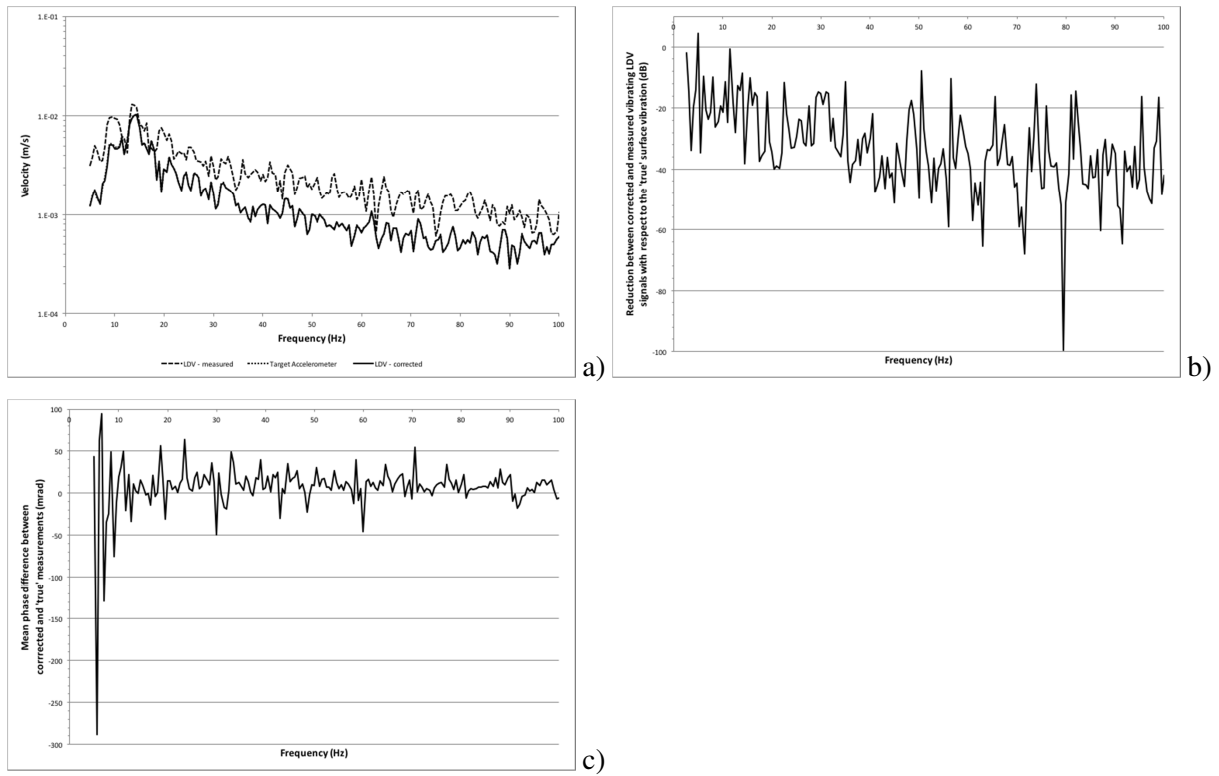 1.E-01
1.E-02
1.E-03
1.E-04
Velocity (m/s)
0 10 20 30 40 50 60 70 80 90 100
Frequency (Hz)
LDV - measured Target Accelerometer LDV - corrected
a)
0 10 20 30 40 50 60 70 80 90 100
0
-20
-40
-60
-80
-100
Reduction between corrected and measured vibrating LDV
signals with respect to the 'true' surface vibration (dB)
Frequency (Hz)
b)
100
50
0
-50
-100
-150
-200
-250
-300
0 10 20 30 40 50 60 70 80 90 100
Mean phase difference between
corrrected and 'true' measurements (mrad)
Frequency (Hz)
c)